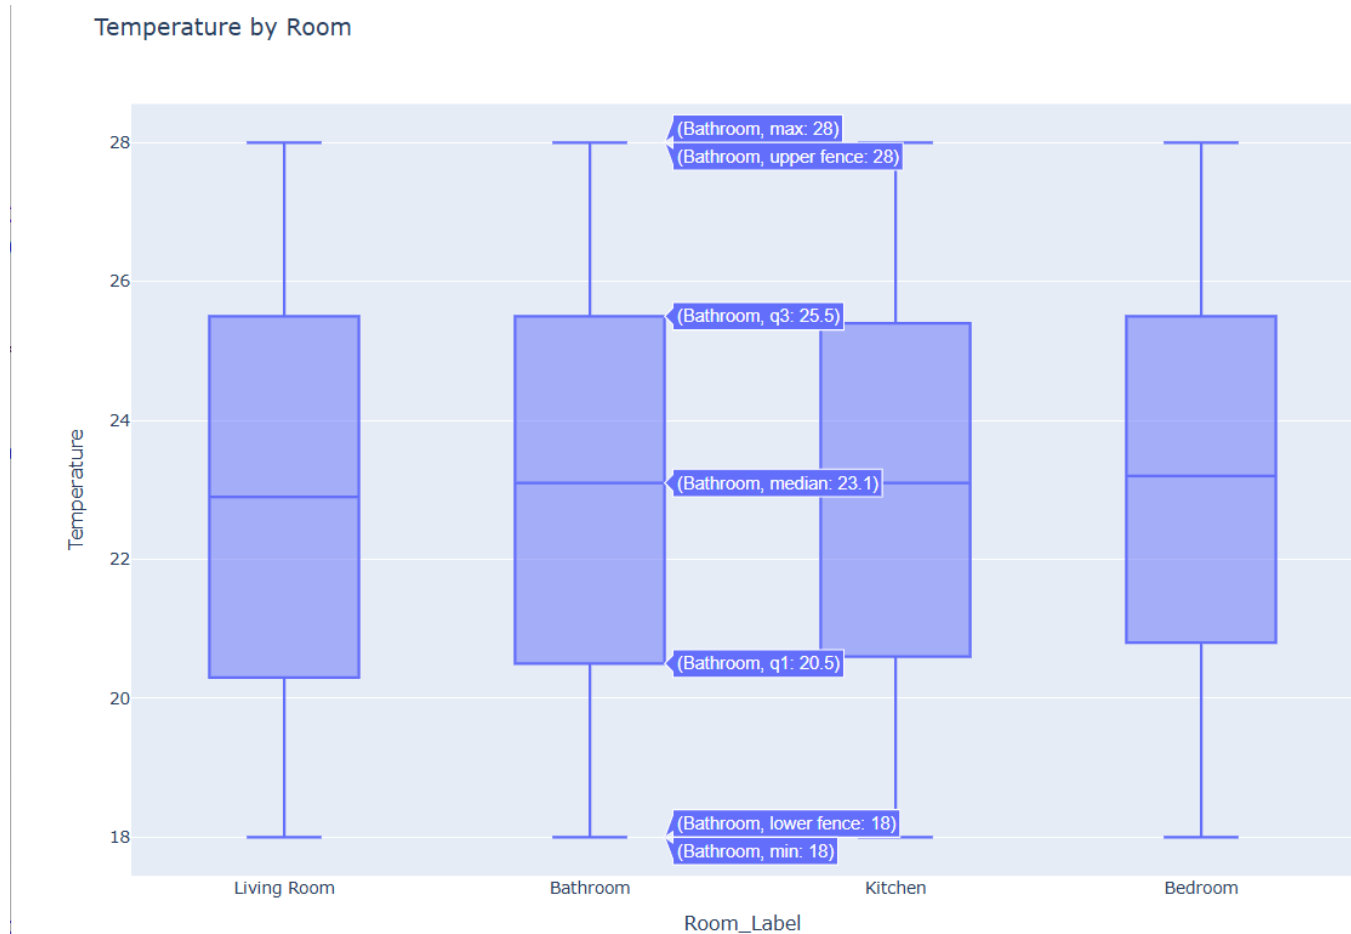 Temperature by Room
28
(Bathroom, max: 28)
(Bathroom, upper fence: 28)
26
(Bathroom, q3: 25.5)
24
(Bathroom, median: 23.1)
Temperature
22
(Bathroom, q1: 20.5)
20
(Bathroom, lower fence: 18)
18
(Bathroom, min: 18)
Living Room
Bathroom
Kitchen
Bedroom
Room_Label